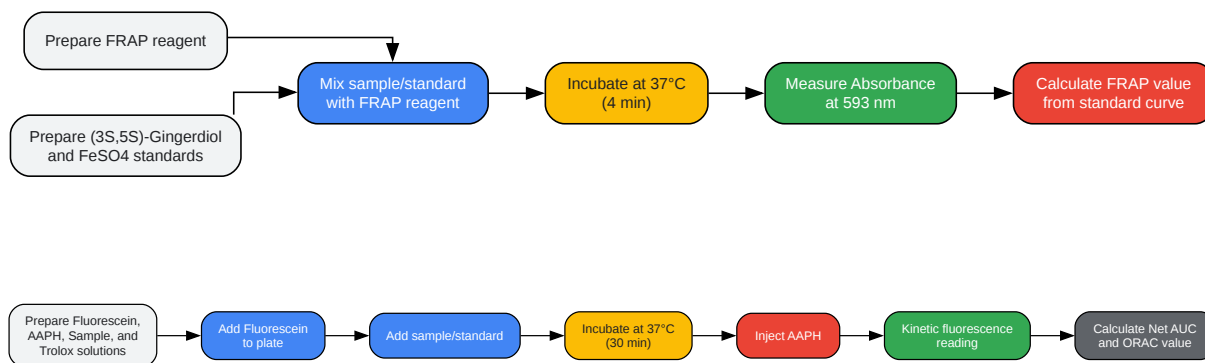 Prepare FRAP reagent
Prepare (3S,5S)-Gingerdiol
and FeSO4 standards
Mix sample/standard
with FRAP reagent
Incubate at 37°C
(4 min)
Measure Absorbance
at 593 nm
Calculate FRAP value
from standard curve
Prepare Fluorescein,
AAPH, Sample, and
Trolox solutions
Add Fluorescein
to plate
Add sample/standard
Incubate at 37°C
(30 min)
Inject AAPH
Kinetic fluorescence
reading
Calculate Net AUC
and ORAC value